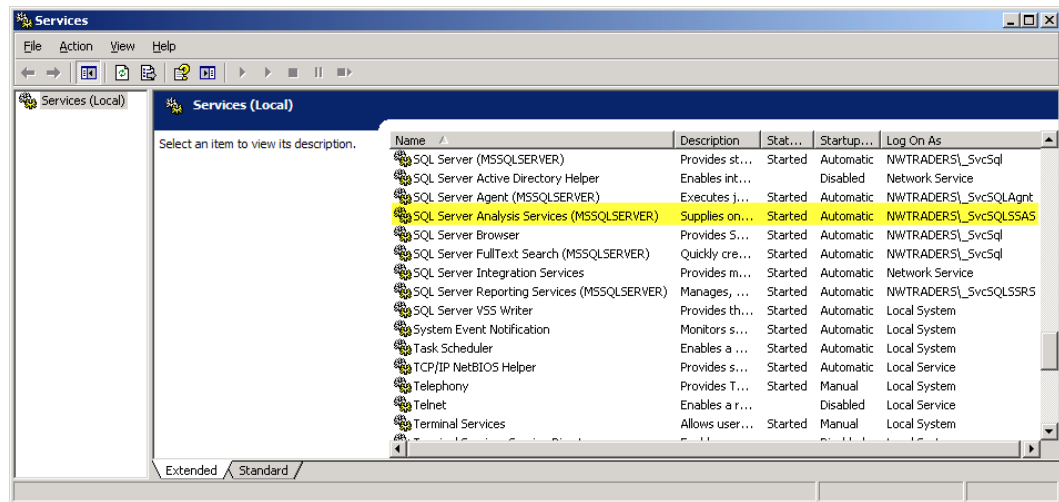 Services
File Action View Help
Services (Local)
Services (Local)
Select an item to view its description.
Name Description Stat... Startup... Log On As
SQL Server (MSSQLSERVER) Provides st... Started Automatic NWTRADERS\_SvcSql
SQL Server Active Directory Helper Enables int... Disabled Network Service
SQL Server Agent (MSSQLSERVER) Executes j... Started Automatic NWTRADERS\_SvcSQLAgnt
SQL Server Analysis Services (MSSQLSERVER) Supplies on... Started Automatic NWTRADERS\_SvcSQLSSAS
SQL Server Browser Provides S... Started Automatic NWTRADERS\_SvcSql
SQL Server FullText Search (MSSQLSERVER) Quickly cre... Started Automatic NWTRADERS\_SvcSql
SQL Server Integration Services Provides m... Started Automatic Network Service
SQL Server Reporting Services (MSSQLSERVER) Manages, ... Started Automatic NWTRADERS\_SvcSQLSSRS
SQL Server VSS Writer Provides th... Started Automatic Local System
System Event Notification Monitors s... Started Automatic Local System
Task Scheduler Enables a ... Started Automatic Local System
TCP/IP NetBIOS Helper Provides s... Started Automatic Local Service
Telephony Provides T... Started Manual Local System
Telnet Enables a r... Disabled Local Service
Terminal Services Allows user... Started Manual Local System
Extended Standard